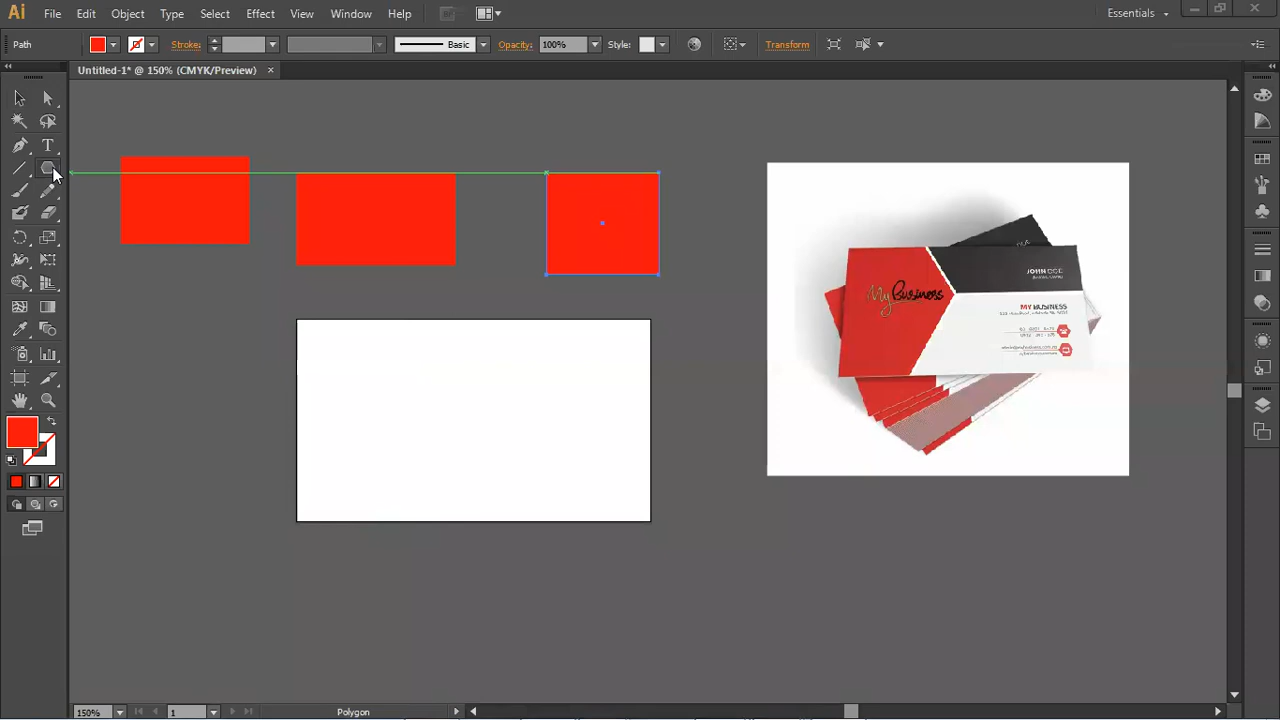 Ai File Edit Object Type Select Effect View Window Help Br Essentials
Path Stroke: Basic Opacity: 100% Style: Transform
Untitled-1* @ 150% (CMYK/Preview) ×
T
My Business
JOHN DOE
MY BUSINESS
150% 1 Polygon